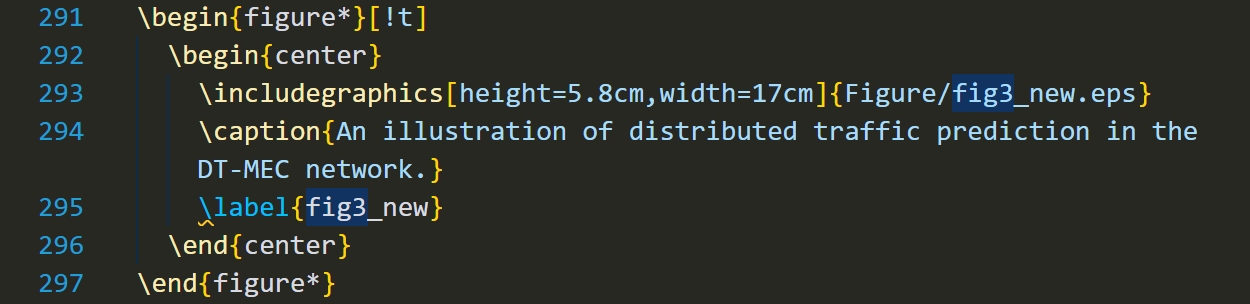 291 \begin{figure*}[!t]
292 \begin{center}
293 \includegraphics[height=5.8cm,width=17cm]{Figure/fig3_new.eps}
294 \caption{An illustration of distributed traffic prediction in the
DT-MEC network.}
295 \label{fig3_new}
296 \end{center}
297 \end{figure*}